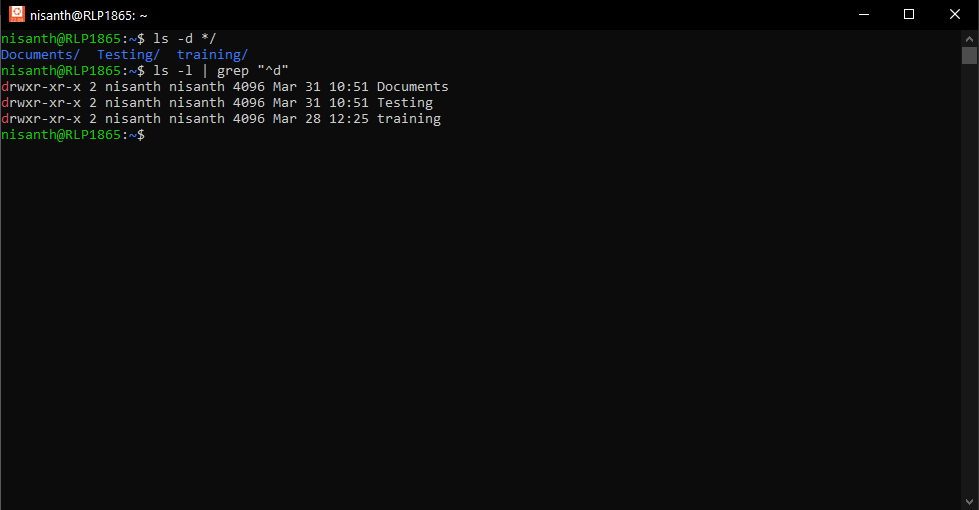 nisanth@RLP1865: ~
nisanth@RLP1865:~$ ls -d */
Documents/  Testing/  training/
nisanth@RLP1865:~$ ls -l | grep "^d"
drwxr-xr-x 2 nisanth nisanth 4096 Mar 31 10:51 Documents
drwxr-xr-x 2 nisanth nisanth 4096 Mar 31 10:51 Testing
drwxr-xr-x 2 nisanth nisanth 4096 Mar 28 12:25 training
nisanth@RLP1865:~$